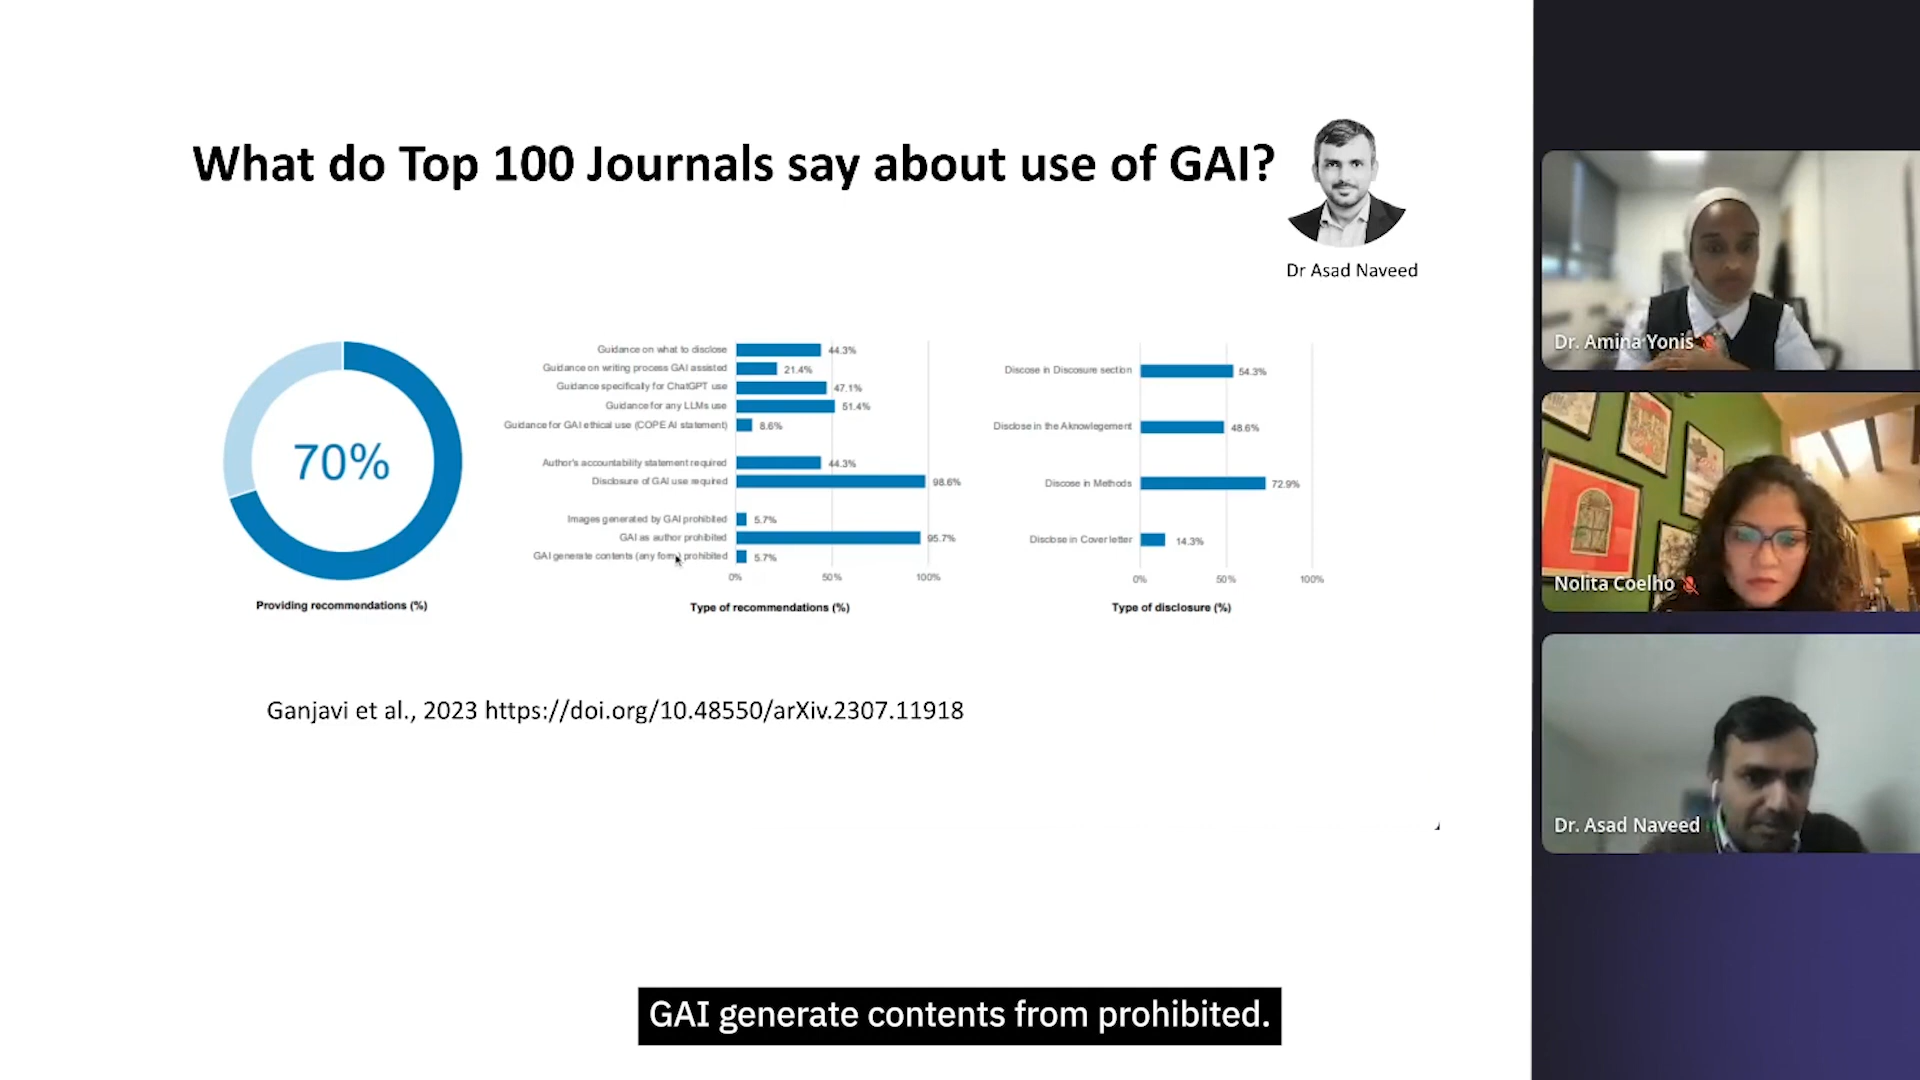 What do Top 100 Journals say about use of GAI?
Dr Asad Naveed
70%
Providing recommendations (%)
Guidance on what to disclose 44.3%
Guidance on writing process GAI assisted 21.4%
Guidance specifically for ChatGPT use 47.1%
Guidance for any LLMs use 51.4%
Guidance for GAI ethical use (COPE AI statement) 8.6%
Author's accountability statement required 44.3%
Disclosure of GAI use required 98.6%
Images generated by GAI prohibited 5.7%
GAI as author prohibited 95.7%
GAI generate contents (any form) prohibited 5.7%
0% 50% 100%
Type of recommendations (%)
Discose in Discosure section 54.3%
Disclose in the Aknowlegement 48.6%
Discose in Methods 72.9%
Disclose in Cover letter 14.3%
0% 50% 100%
Type of disclosure (%)
Ganjavi et al., 2023 https://doi.org/10.48550/arXiv.2307.11918
Dr. Amina Yonis
Nolita Coelho
Dr. Asad Naveed
GAI generate contents from prohibited.